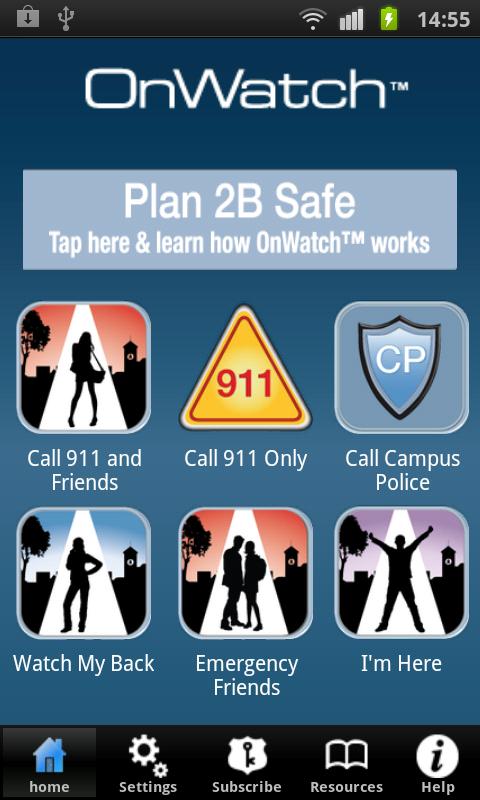 14:55
OnWatch™
Plan 2B Safe
Tap here & learn how OnWatch™ works
911
CP
Call 911 and
Friends
Call 911 Only
Call Campus
Police
Watch My Back
Emergency
Friends
I'm Here
home
Settings
Subscribe
Resources
Help